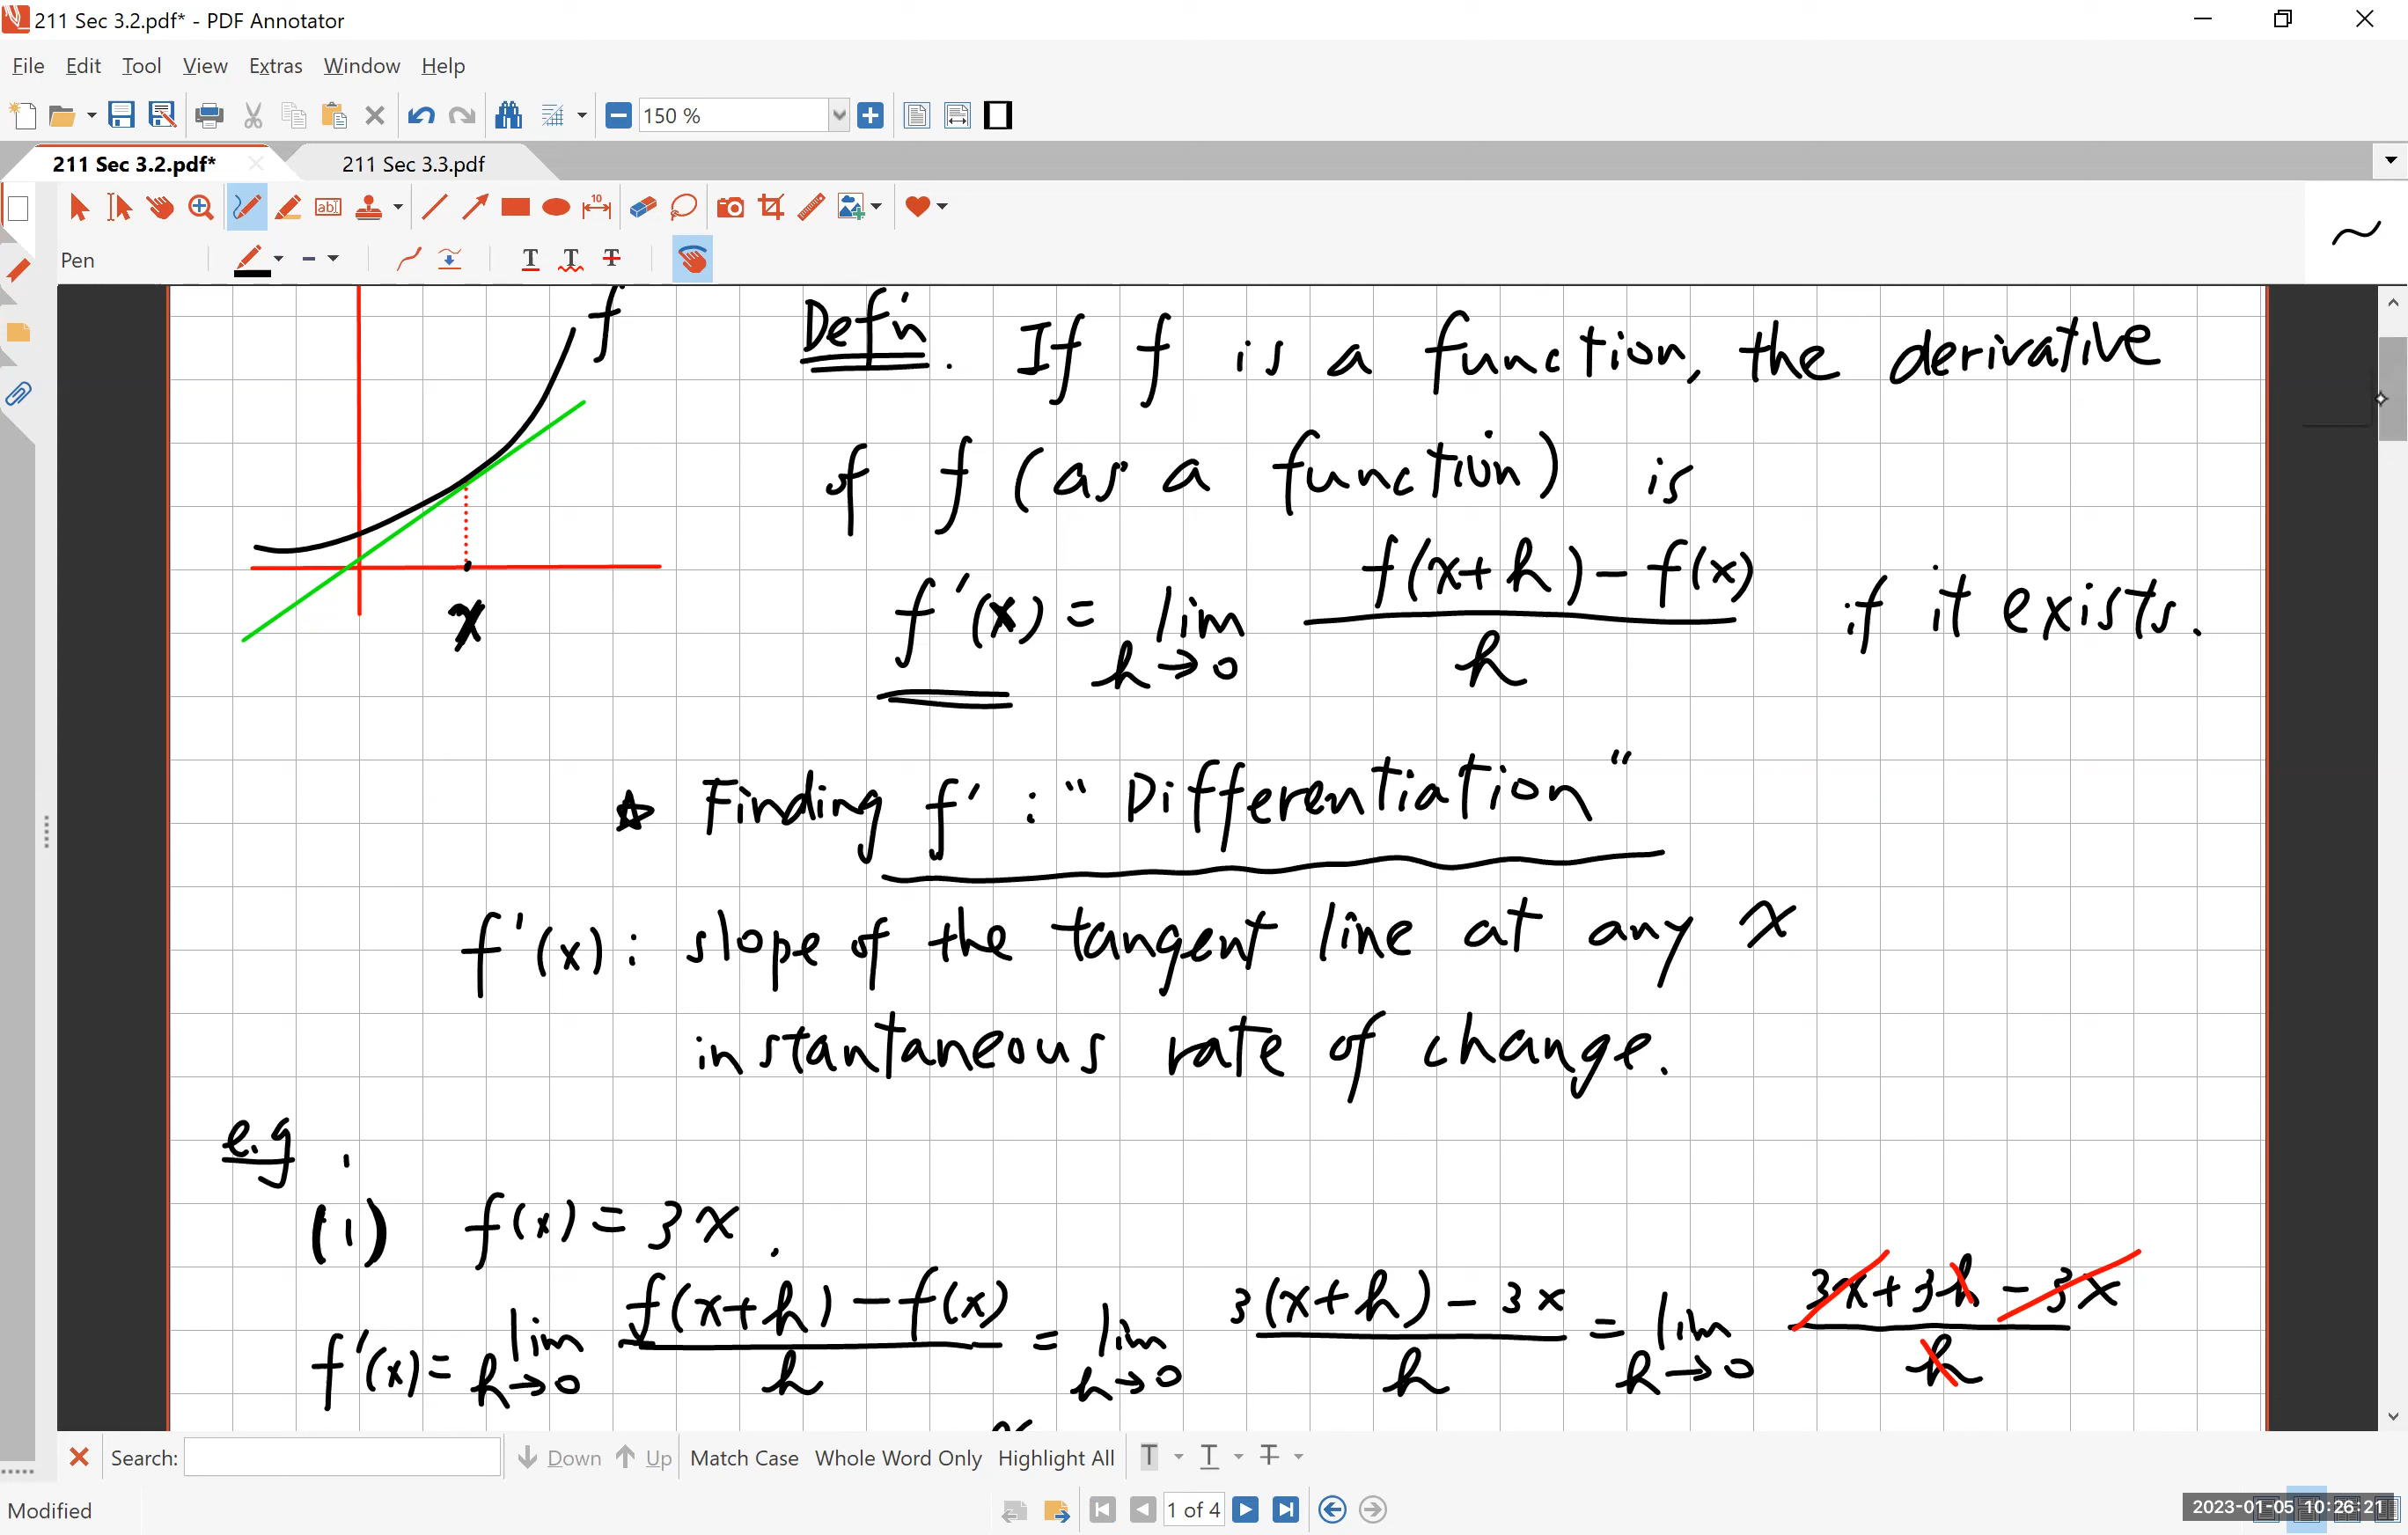 211 Sec 3.2.pdf* - PDF Annotator
File Edit Tool View Extras Window Help
150 %
211 Sec 3.2.pdf* 211 Sec 3.3.pdf
Pen
f
Defn. If f is a function, the derivative
of f (as a function) is
f'(x) = lim h→0 f(x+h) - f(x) / h if it exists.
x
☆ Finding f' : "Differentiation"
f'(x) : slope of the tangent line at any x
instantaneous rate of change.
e.g.
(1) f(x) = 3x.
f'(x) = lim h→0 f(x+h) - f(x) / h = lim h→0 3(x+h) - 3x / h = lim h→0 3x + 3h - 3x / h
Search: Down Up Match Case Whole Word Only Highlight All
Modified 1 of 4 2023-01-05 10:26:21